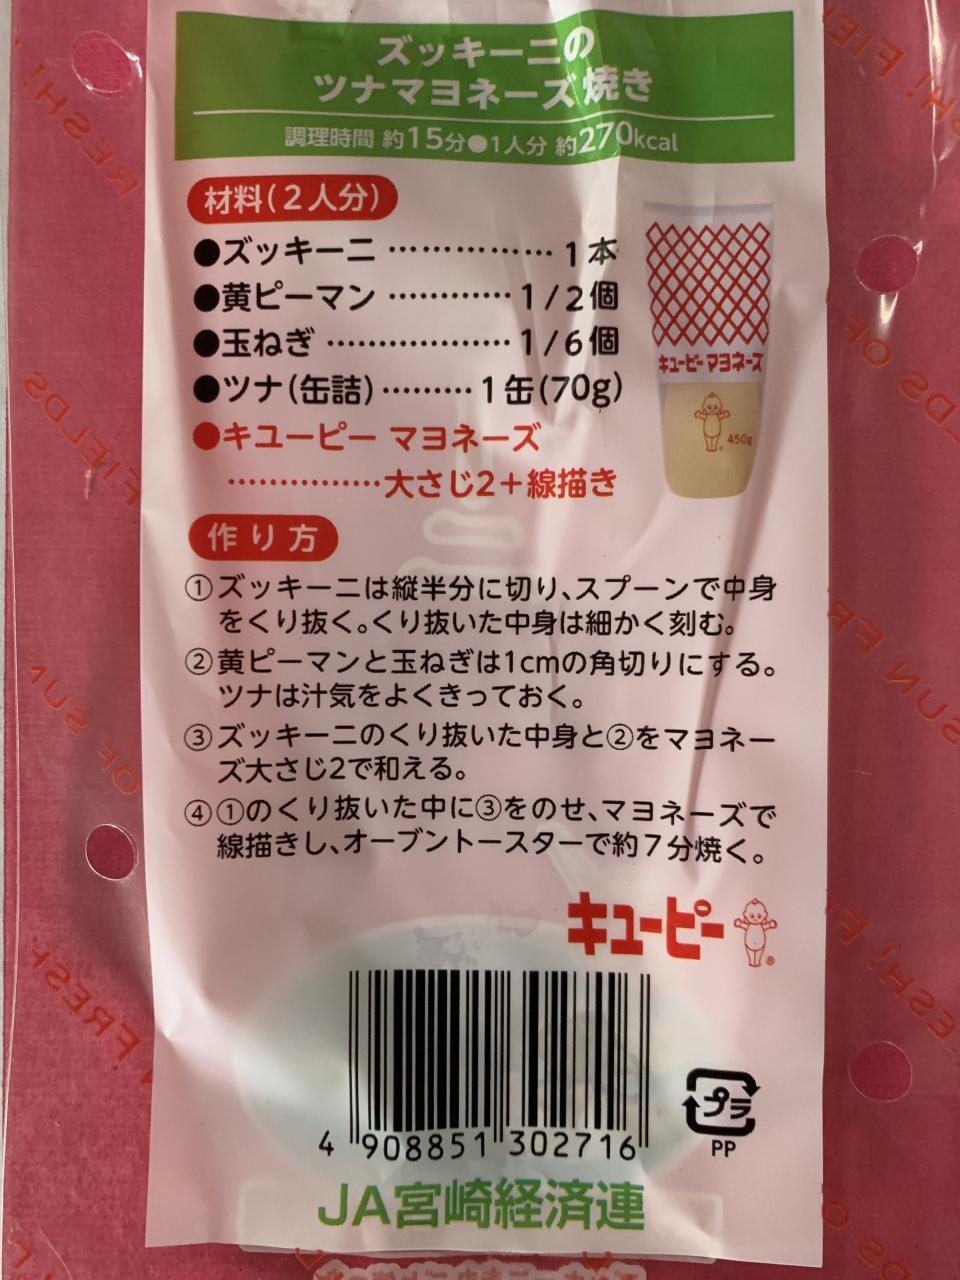 ズッキーニの
ツナマヨネーズ焼き
調理時間 約15分●1人分 約270kcal
材料(2人分)
●ズッキーニ ……………… 1本
●黄ピーマン ………… 1/2個
●玉ねぎ ……………… 1/6個
●ツナ(缶詰) ……… 1缶(70g)
●キユーピー マヨネーズ
……………大さじ2+線描き
キユーピー マヨネーズ
450g
作り方
①ズッキーニは縦半分に切り、スプーンで中身
をくり抜く。くり抜いた中身は細かく刻む。
②黄ピーマンと玉ねぎは1cmの角切りにする。
ツナは汁気をよくきっておく。
③ズッキーニのくり抜いた中身と②をマヨネー
ズ大さじ2で和える。
④①のくり抜いた中に③をのせ、マヨネーズで
線描きし、オーブントースターで約7分焼く。
キユーピー
®
4 908851 302716
プラ
PP
JA宮崎経済連